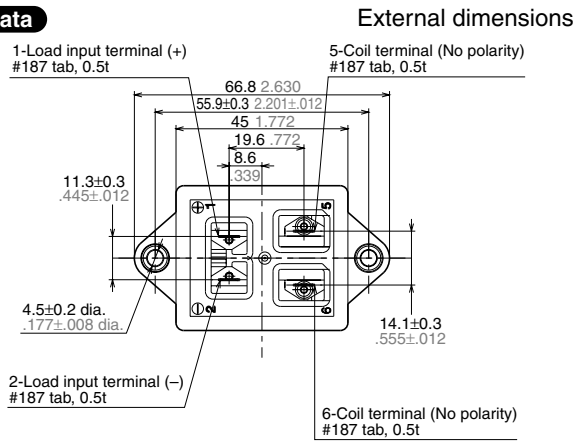 ata
External dimensions
1-Load input terminal (+)
#187 tab, 0.5t
5-Coil terminal (No polarity)
#187 tab, 0.5t
66.8 2.630
55.9±0.3 2.201±.012
45 1.772
19.6 .772
8.6
.339
11.3±0.3
.445±.012
1
5
4.5±0.2 dia.
.177±.008 dia.
2
6
14.1±0.3
.555±.012
2-Load input terminal (–)
#187 tab, 0.5t
6-Coil terminal (No polarity)
#187 tab, 0.5t